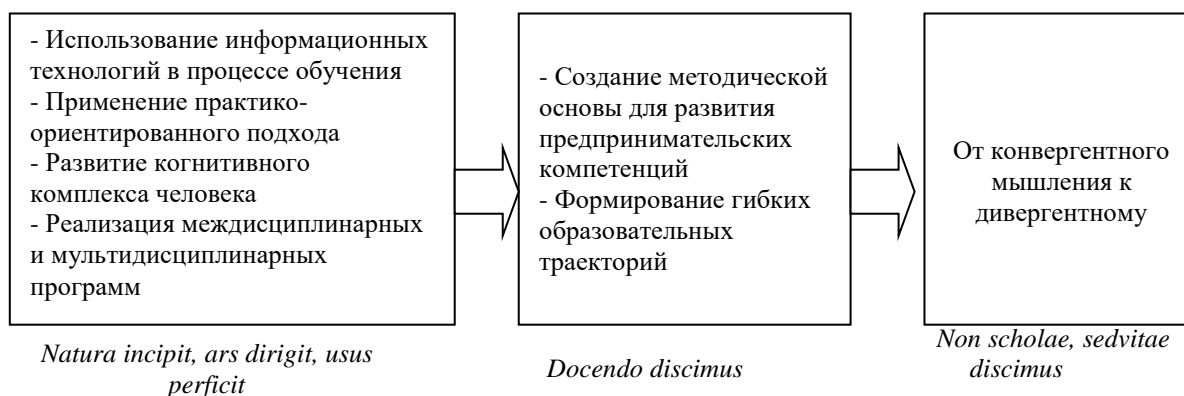 - Использование информационных
технологий в процессе обучения
- Применение практико-
ориентированного подхода
- Развитие когнитивного
комплекса человека
- Реализация междисциплинарных
и мультидисциплинарных
программ
Natura incipit, ars dirigit, usus
perficit
- Создание методической
основы для развития
предпринимательских
компетенций
- Формирование гибких
образовательных
траекторий
Docendo discimus
От конвергентного
мышления к
дивергентному
Non scholae, sedvitae
discimus